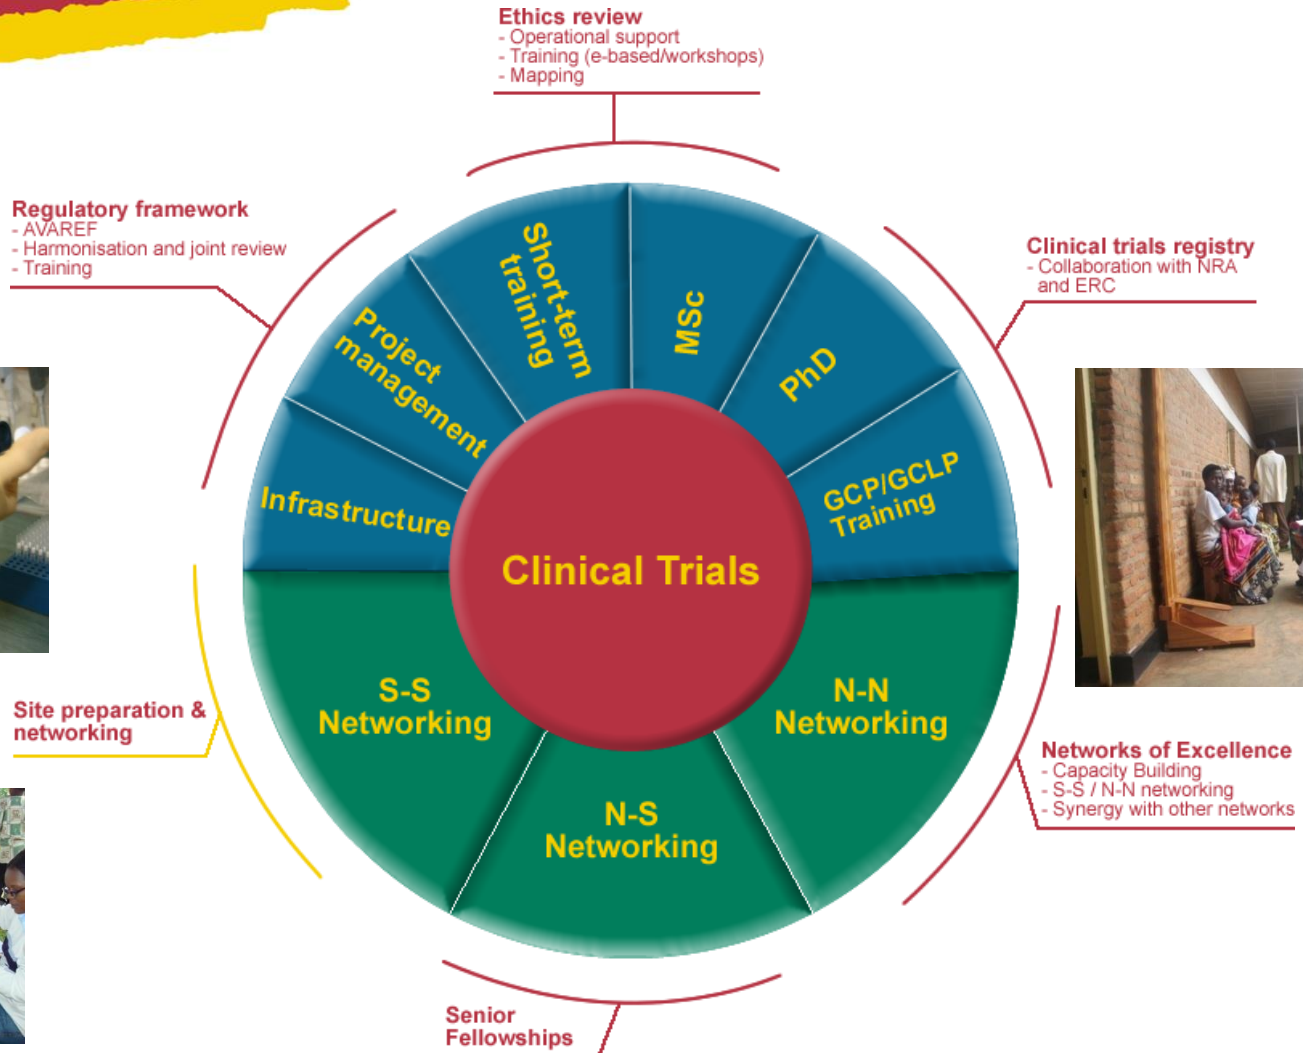 Ethics review
- Operational support
- Training (e-based/workshops)
- Mapping
Regulatory framework
- AVAREF
- Harmonisation and joint review
- Training
Clinical trials registry
- Collaboration with NRA
and ERC
Short-term
training
MSc
Project
management
PhD
Infrastructure
GCP/GCLP
Training
Clinical Trials
S-S
Networking
N-N
Networking
N-S
Networking
Site preparation &
networking
Networks of Excellence
- Capacity Building
- S-S / N-N networking
- Synergy with other networks
Senior
Fellowships